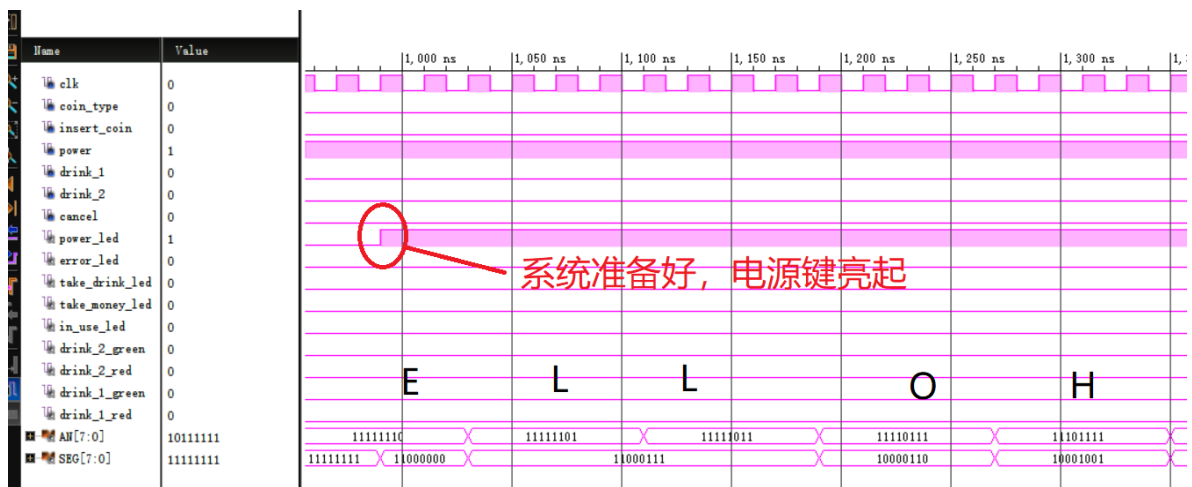 Name Value
1,000 ns 1,050 ns 1,100 ns 1,150 ns 1,200 ns 1,250 ns 1,300 ns
clk 0
coin_type 0
insert_coin 0
power 1
drink_1 0
drink_2 0
cancel 0
power_led 1
error_led 0
系统准备好，电源键亮起
take_drink_led 0
take_money_led 0
in_use_led 0
drink_2_green 0
drink_2_red 0
E L L O H
drink_1_green 0
drink_1_red 0
AN[7:0] 10111111 11111110 11111101 11111011 11110111 11101111
SEG[7:0] 11111111 11111111 11000000 11000111 10000110 10001001